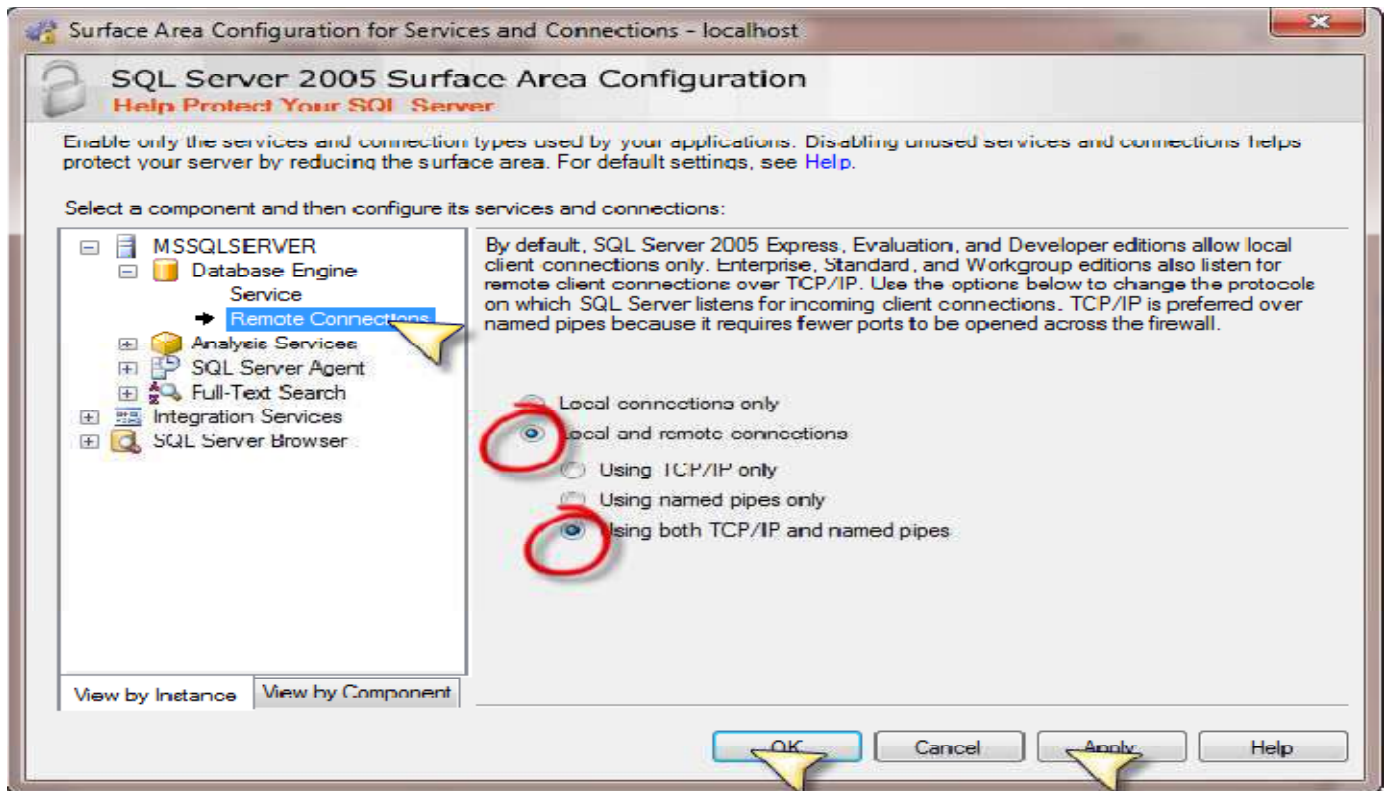 Surface Area Configuration for Services and Connections - localhost
SQL Server 2005 Surface Area Configuration
Help Protect Your SQL Server
Enable only the services and connection types used by your applications. Disabling unused services and connections helps
protect your server by reducing the surface area. For default settings, see Help.
Select a component and then configure its services and connections:
MSSQLSERVER
Database Engine
Service
Remote Connections
Analysis Services
SQL Server Agent
Full-Text Search
Integration Services
SQL Server Browser
View by Instance
View by Component
By default, SQL Server 2005 Express, Evaluation, and Developer editions allow local
client connections only. Enterprise, Standard, and Workgroup editions also listen for
remote client connections over TCP/IP. Use the options below to change the protocols
on which SQL Server listens for incoming client connections. TCP/IP is preferred over
named pipes because it requires fewer ports to be opened across the firewall.
Local connections only
Local and remote connections
Using TCP/IP only
Using named pipes only
Using both TCP/IP and named pipes
OK
Cancel
Apply
Help